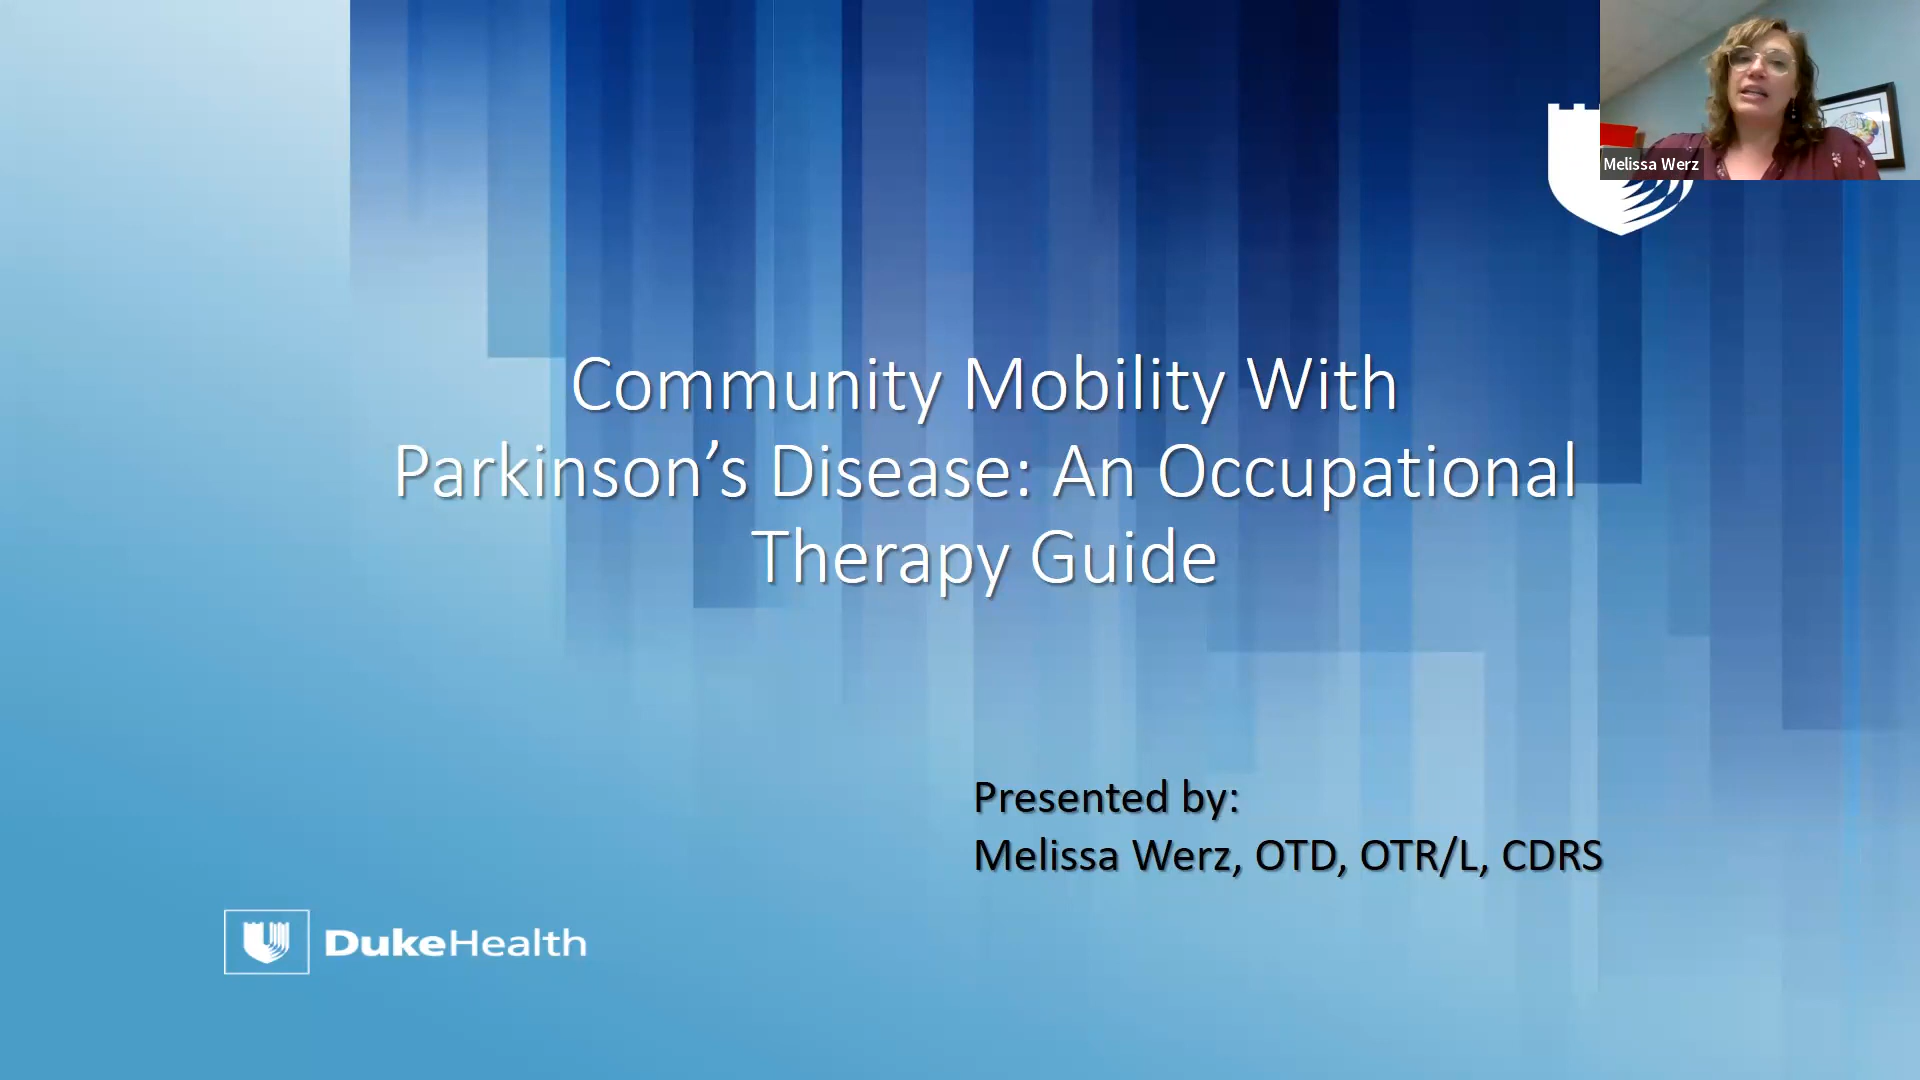 Melissa Werz
Community Mobility With
Parkinson’s Disease: An Occupational
Therapy Guide
Presented by:
Melissa Werz, OTD, OTR/L, CDRS
DukeHealth